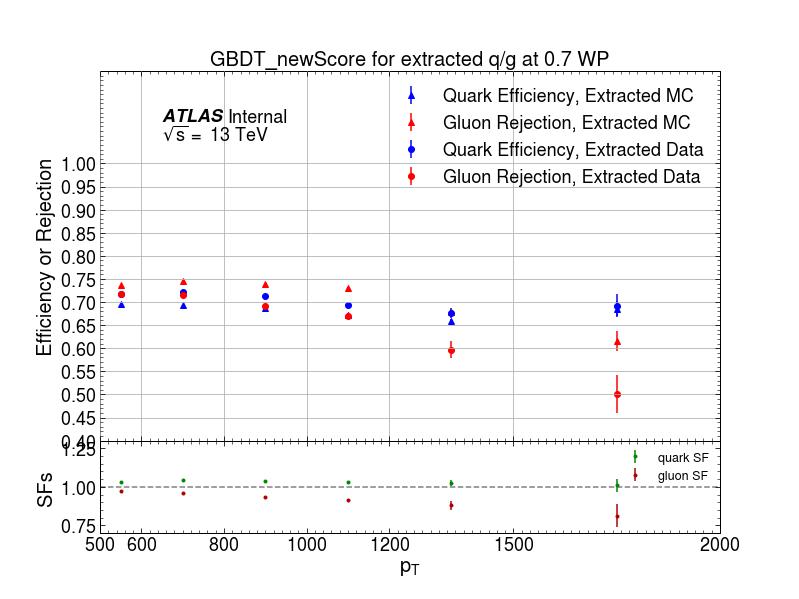 GBDT_newScore for extracted q/g at 0.7 WP
ATLAS Internal
√s = 13 TeV
Quark Efficiency, Extracted MC
Gluon Rejection, Extracted MC
Quark Efficiency, Extracted Data
Gluon Rejection, Extracted Data
Efficiency or Rejection
1.00
0.95
0.90
0.85
0.80
0.75
0.70
0.65
0.60
0.55
0.50
0.45
0.40
SFs
1.25
1.00
0.75
quark SF
gluon SF
500 600 800 1000 1200 1500 2000
pT